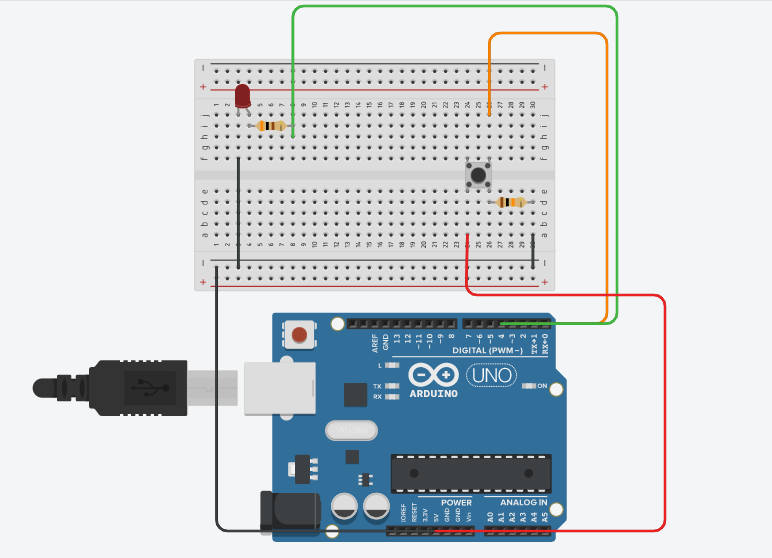 − −
+ +
1 2 3 4 5 6 7 8 9 10 11 12 13 14 15 16 17 18 19 20 21 22 23 24 25 26 27 28 29 30
j j
i i
h h
g g
f f
e e
d d
c c
b b
a a
1 2 3 4 5 6 7 8 9 10 11 12 13 14 15 16 17 18 19 20 21 22 23 24 25 26 27 28 29 30
− −
+ +
AREF GND 13 12 ~11 ~10 ~9 8 7 ~6 ~5 4 ~3 2 TX→1 RX←0
DIGITAL (PWM~)
L
TX
RX
ARDUINO
UNO
ON
POWER ANALOG IN
IOREF RESET 3.3V 5V GND GND Vin A0 A1 A2 A3 A4 A5